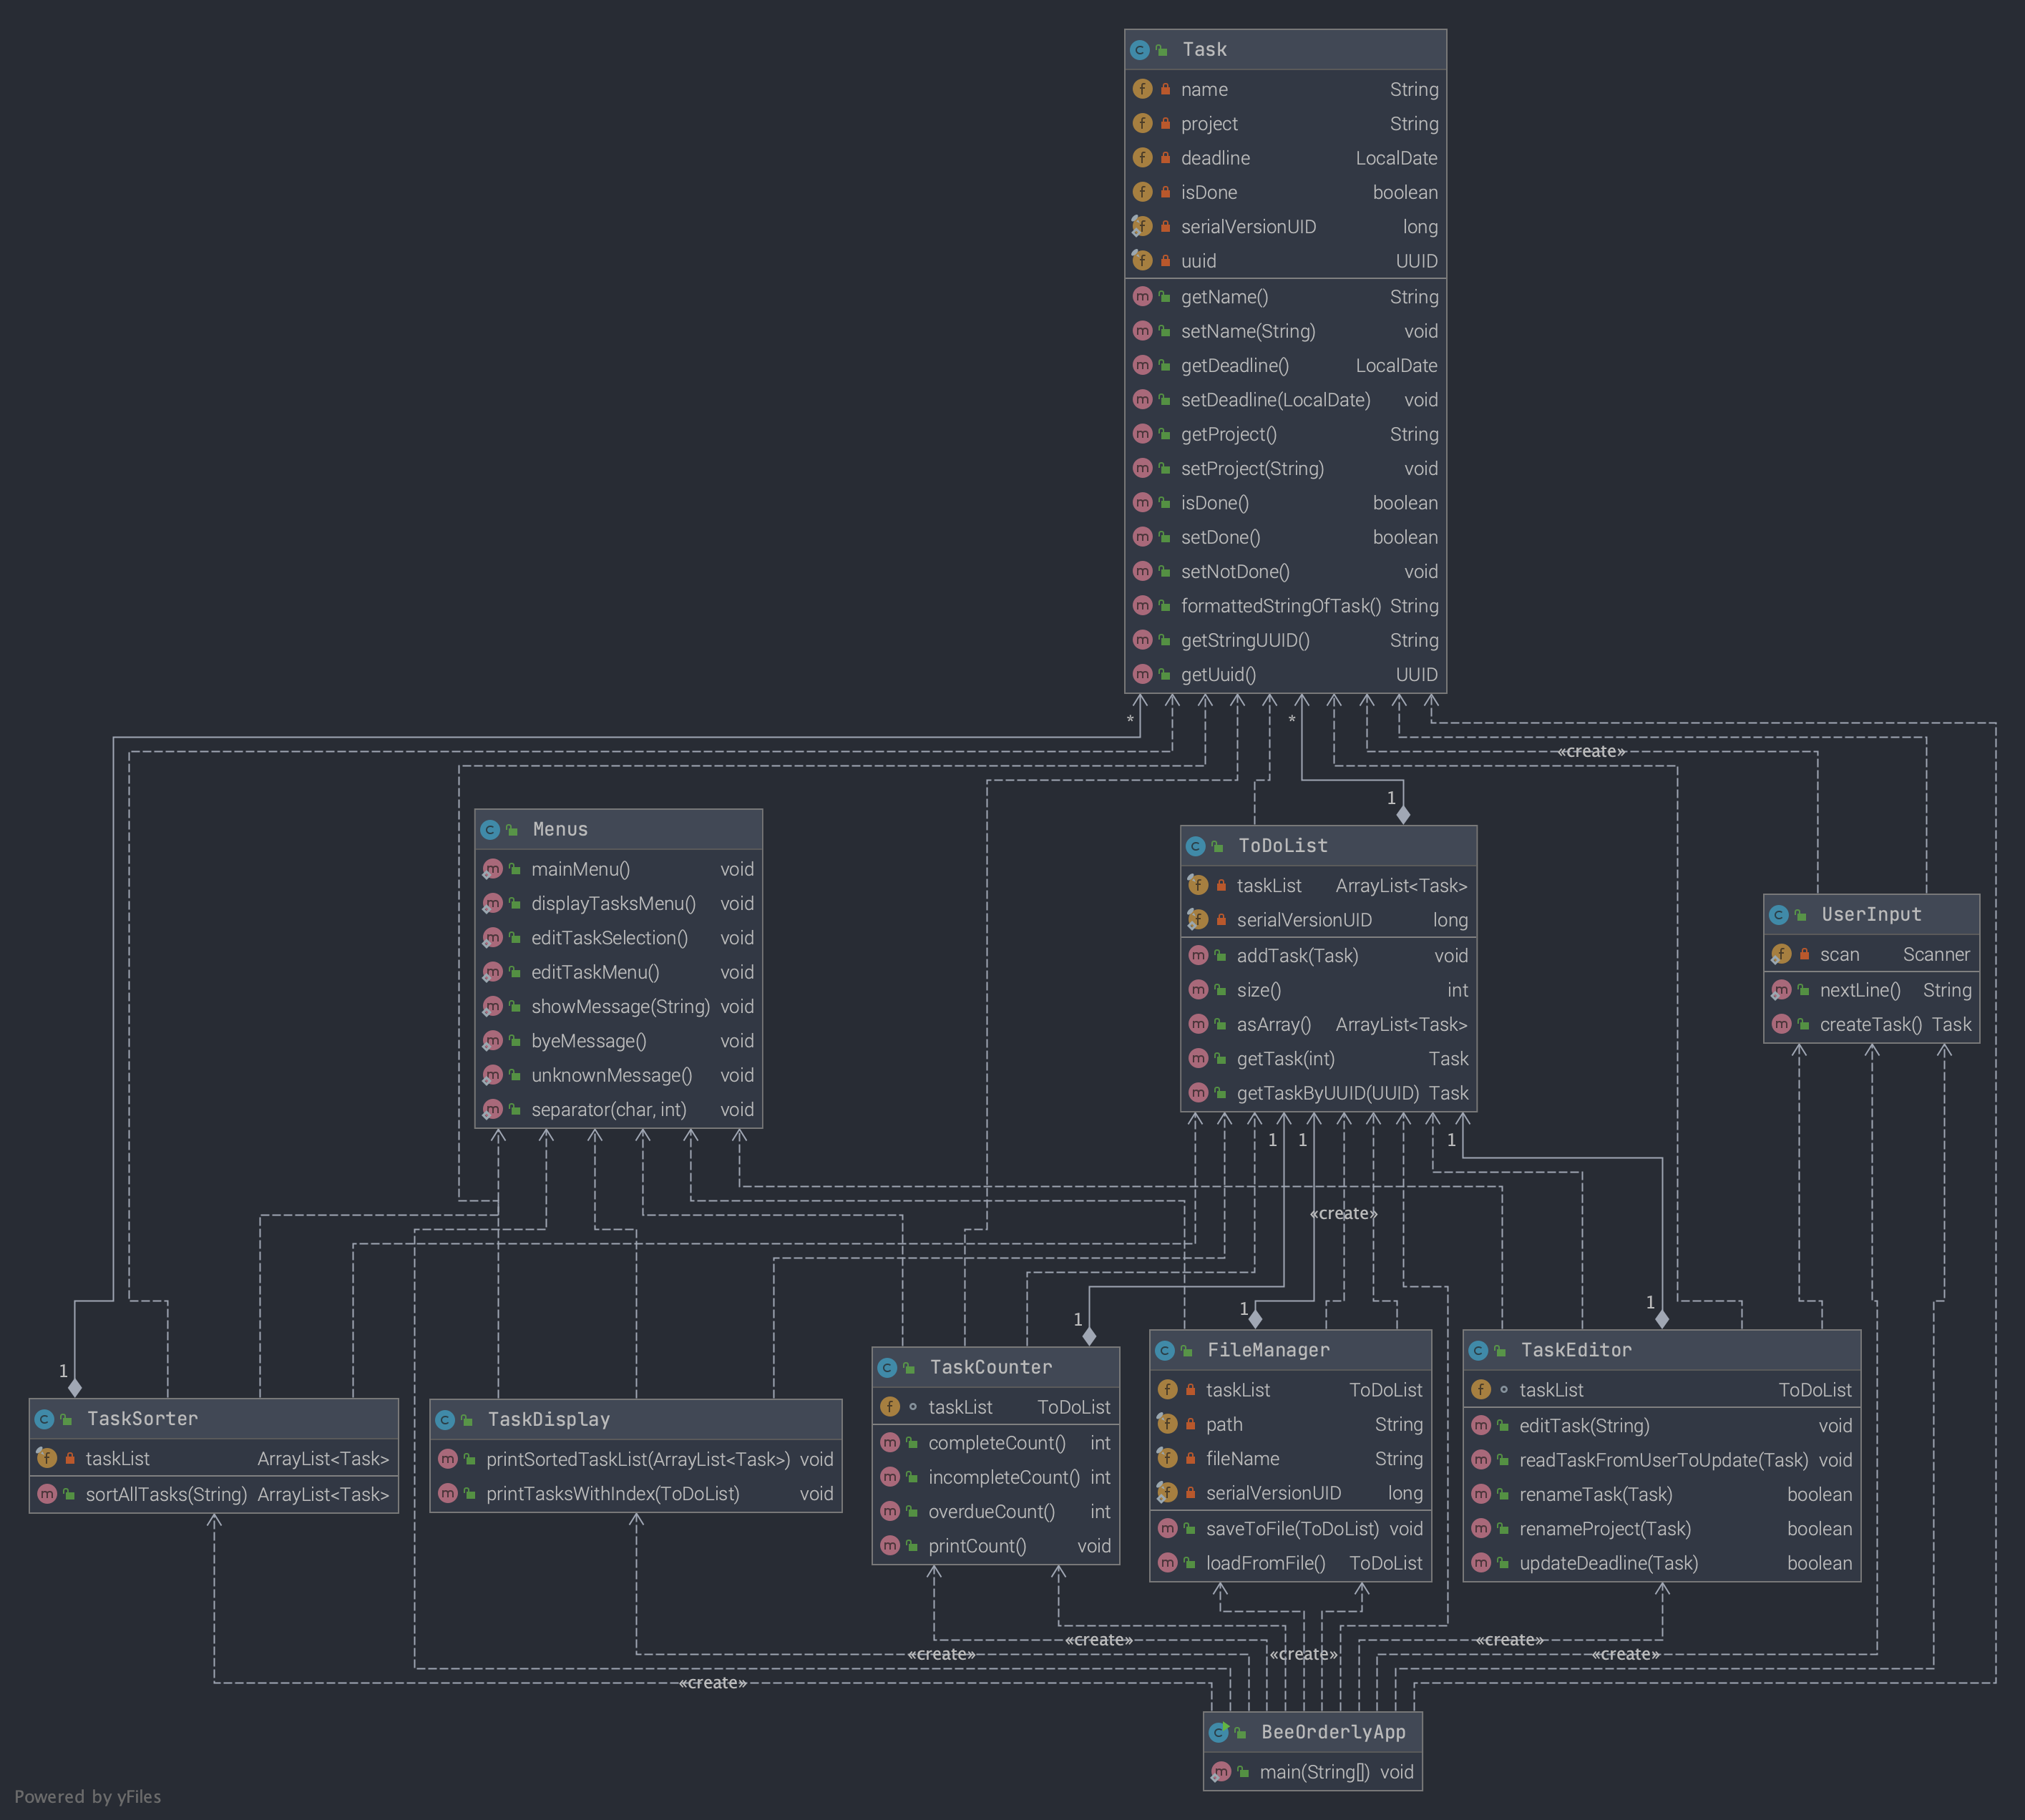 Task
name String
project String
deadline LocalDate
isDone boolean
serialVersionUID long
uuid UUID
getName() String
setName(String) void
getDeadline() LocalDate
setDeadline(LocalDate) void
getProject() String
setProject(String) void
isDone() boolean
setDone() boolean
setNotDone() void
formattedStringOfTask() String
getStringUUID() String
getUuid() UUID
* *
«create»
1
Menus
mainMenu() void
displayTasksMenu() void
editTaskSelection() void
editTaskMenu() void
showMessage(String) void
byeMessage() void
unknownMessage() void
separator(char, int) void
ToDoList
taskList ArrayList<Task>
serialVersionUID long
addTask(Task) void
size() int
asArray() ArrayList<Task>
getTask(int) Task
getTaskByUUID(UUID) Task
UserInput
scan Scanner
nextLine() String
createTask() Task
1 1 1
«create»
1 1 1
1
TaskSorter
taskList ArrayList<Task>
sortAllTasks(String) ArrayList<Task>
TaskDisplay
printSortedTaskList(ArrayList<Task>) void
printTasksWithIndex(ToDoList) void
TaskCounter
taskList ToDoList
completeCount() int
incompleteCount() int
overdueCount() int
printCount() void
FileManager
taskList ToDoList
path String
fileName String
serialVersionUID long
saveToFile(ToDoList) void
loadFromFile() ToDoList
TaskEditor
taskList ToDoList
editTask(String) void
readTaskFromUserToUpdate(Task) void
renameTask(Task) boolean
renameProject(Task) boolean
updateDeadline(Task) boolean
«create» «create»
«create» «create» «create»
«create»
BeeOrderlyApp
main(String[]) void
Powered by yFiles